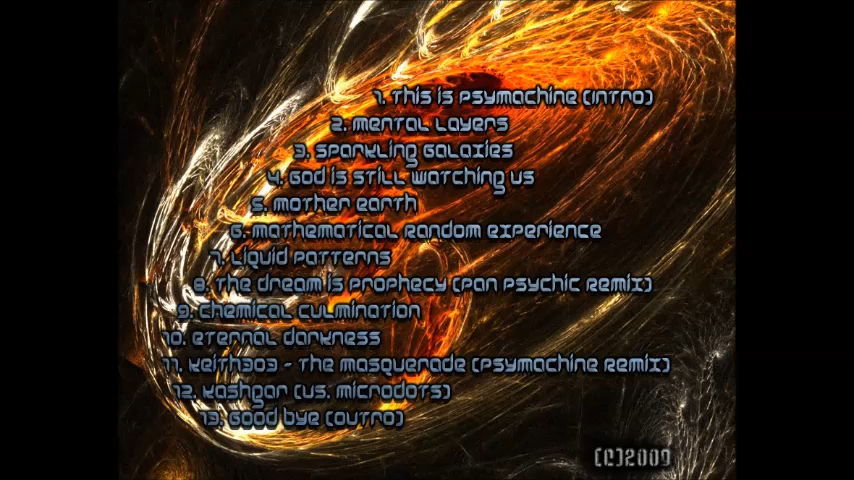 1. This is Psymachine (Intro)
2. Mental Layers
3. Sparkling Galaxies
4. God is still watching us
5. Mother Earth
6. Mathematical Random Experience
7. Liquid Patterns
8. The Dream is Prophecy (Pan Psychic Remix)
9. Chemical Culmination
10. Eternal Darkness
11. Keith303 - The Masquerade (Psymachine Remix)
12. Kashgar (vs. Microdots)
13. Good Bye (Outro)
(C)2009